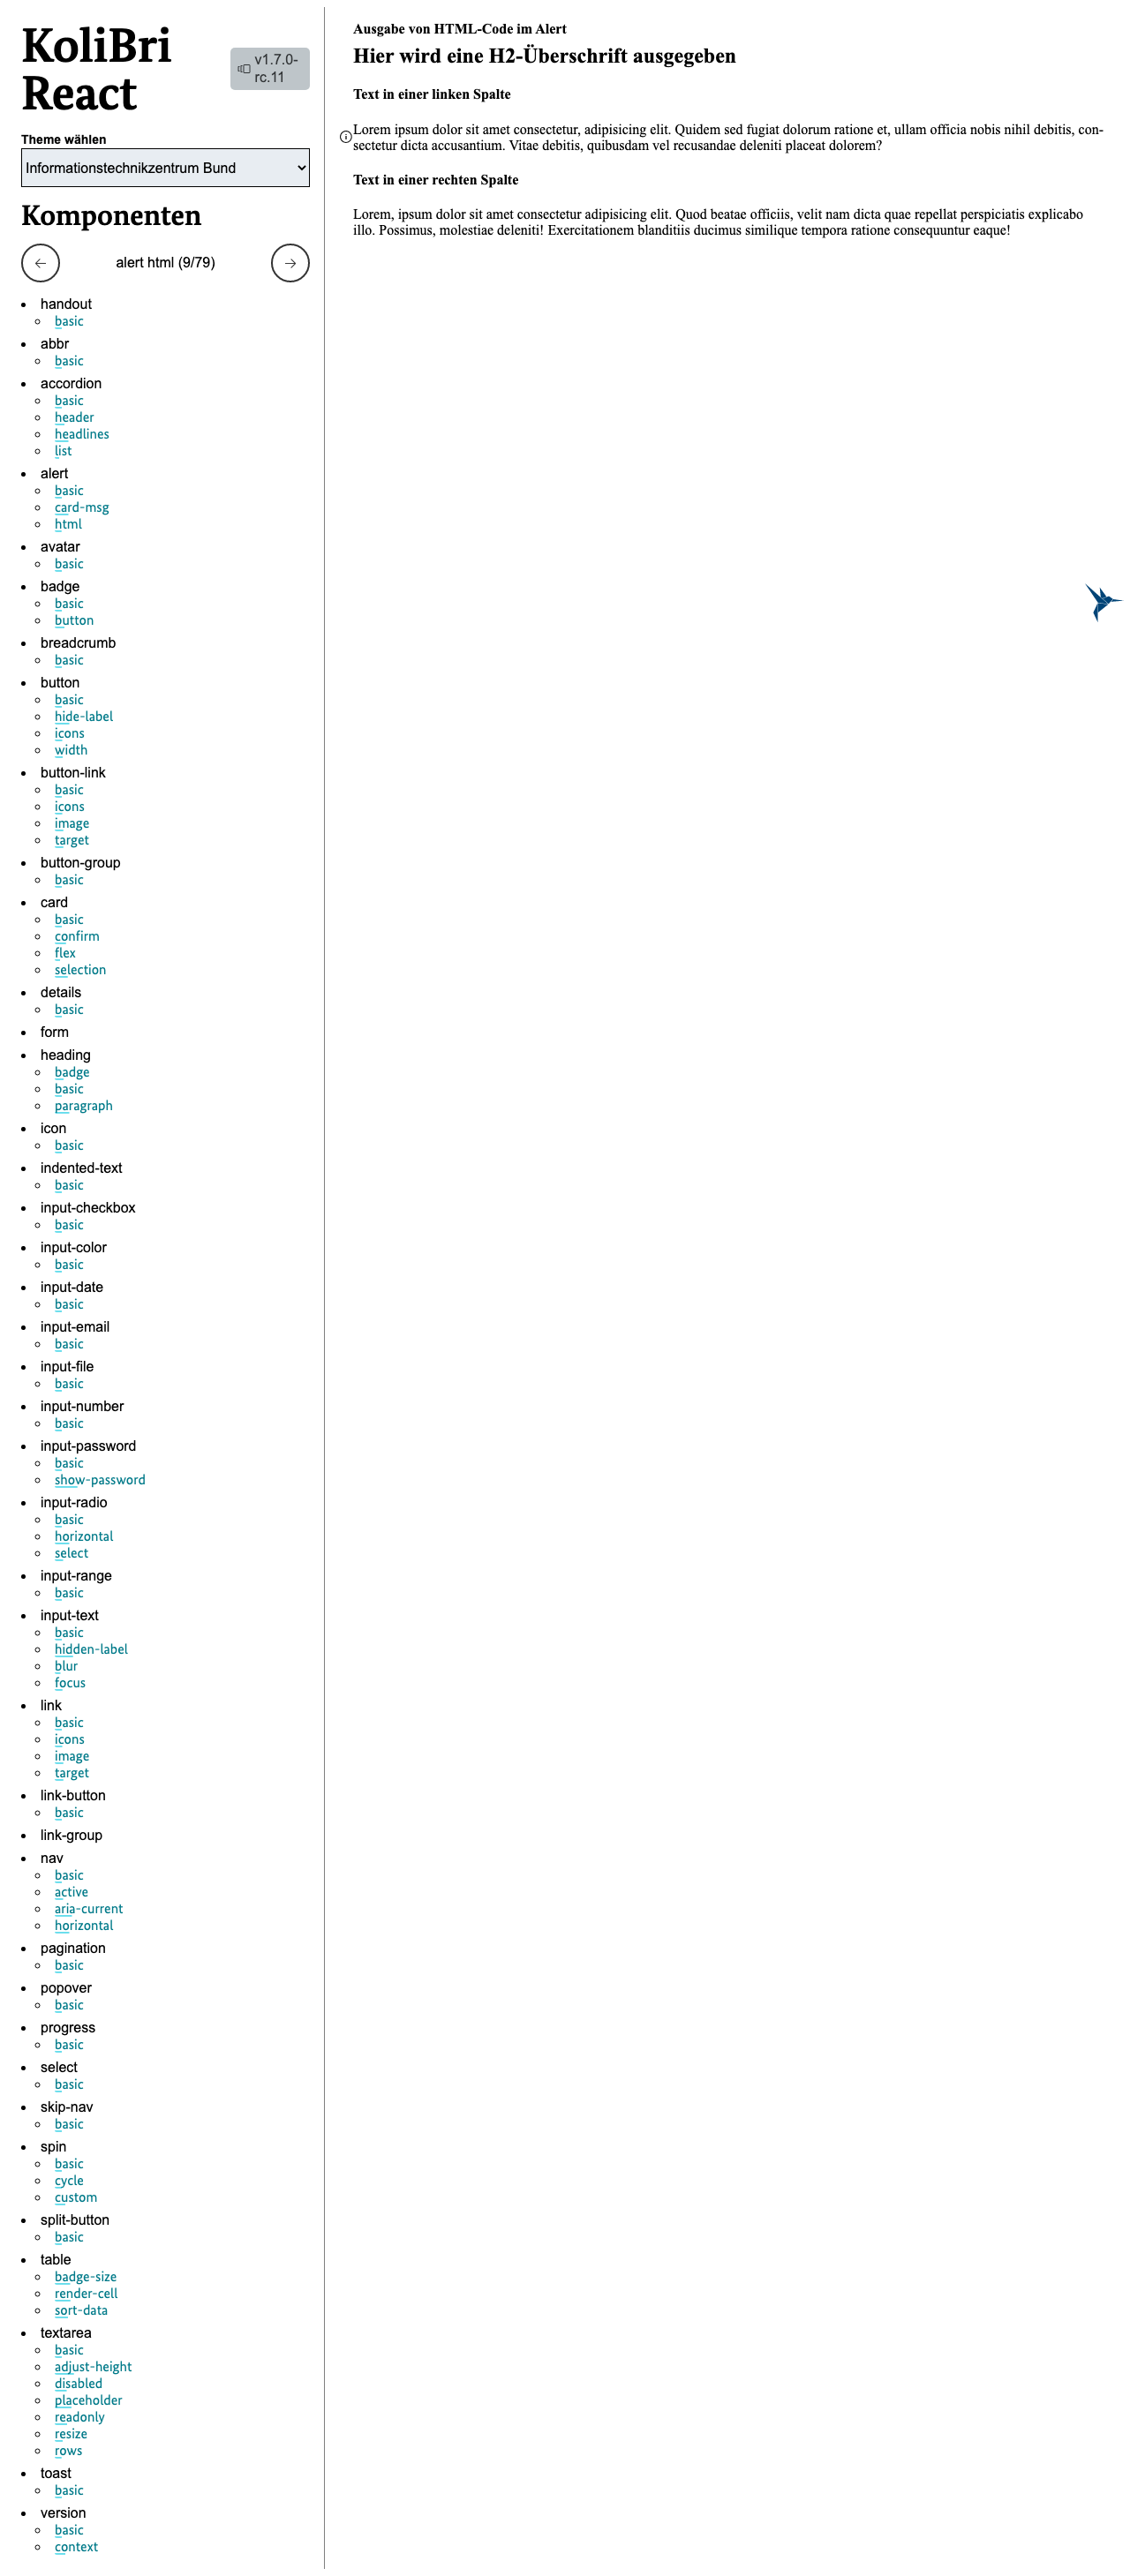 KoliBri
React
v1.7.0-
rc.11
Theme wählen
Informationstechnikzentrum Bund
Komponenten
alert html (9/79)
handout
basic
abbr
basic
accordion
basic
header
headlines
list
alert
basic
card-msg
html
avatar
basic
badge
basic
button
breadcrumb
basic
button
basic
hide-label
icons
width
button-link
basic
icons
image
target
button-group
basic
card
basic
confirm
flex
selection
details
basic
form
heading
badge
basic
paragraph
icon
basic
indented-text
basic
input-checkbox
basic
input-color
basic
input-date
basic
input-email
basic
input-file
basic
input-number
basic
input-password
basic
show-password
input-radio
basic
horizontal
select
input-range
basic
input-text
basic
hidden-label
blur
focus
link
basic
icons
image
target
link-button
basic
link-group
nav
basic
active
aria-current
horizontal
pagination
basic
popover
basic
progress
basic
select
basic
skip-nav
basic
spin
basic
cycle
custom
split-button
basic
table
badge-size
render-cell
sort-data
textarea
basic
adjust-height
disabled
placeholder
readonly
resize
rows
toast
basic
version
basic
context
Ausgabe von HTML-Code im Alert
Hier wird eine H2-Überschrift ausgegeben
Text in einer linken Spalte
Lorem ipsum dolor sit amet consectetur, adipisicing elit. Quidem sed fugiat dolorum ratione et, ullam officia nobis nihil debitis, con-
sectetur dicta accusantium. Vitae debitis, quibusdam vel recusandae deleniti placeat dolorem?
Text in einer rechten Spalte
Lorem, ipsum dolor sit amet consectetur adipisicing elit. Quod beatae officiis, velit nam dicta quae repellat perspiciatis explicabo
illo. Possimus, molestiae deleniti! Exercitationem blanditiis ducimus similique tempora ratione consequuntur eaque!